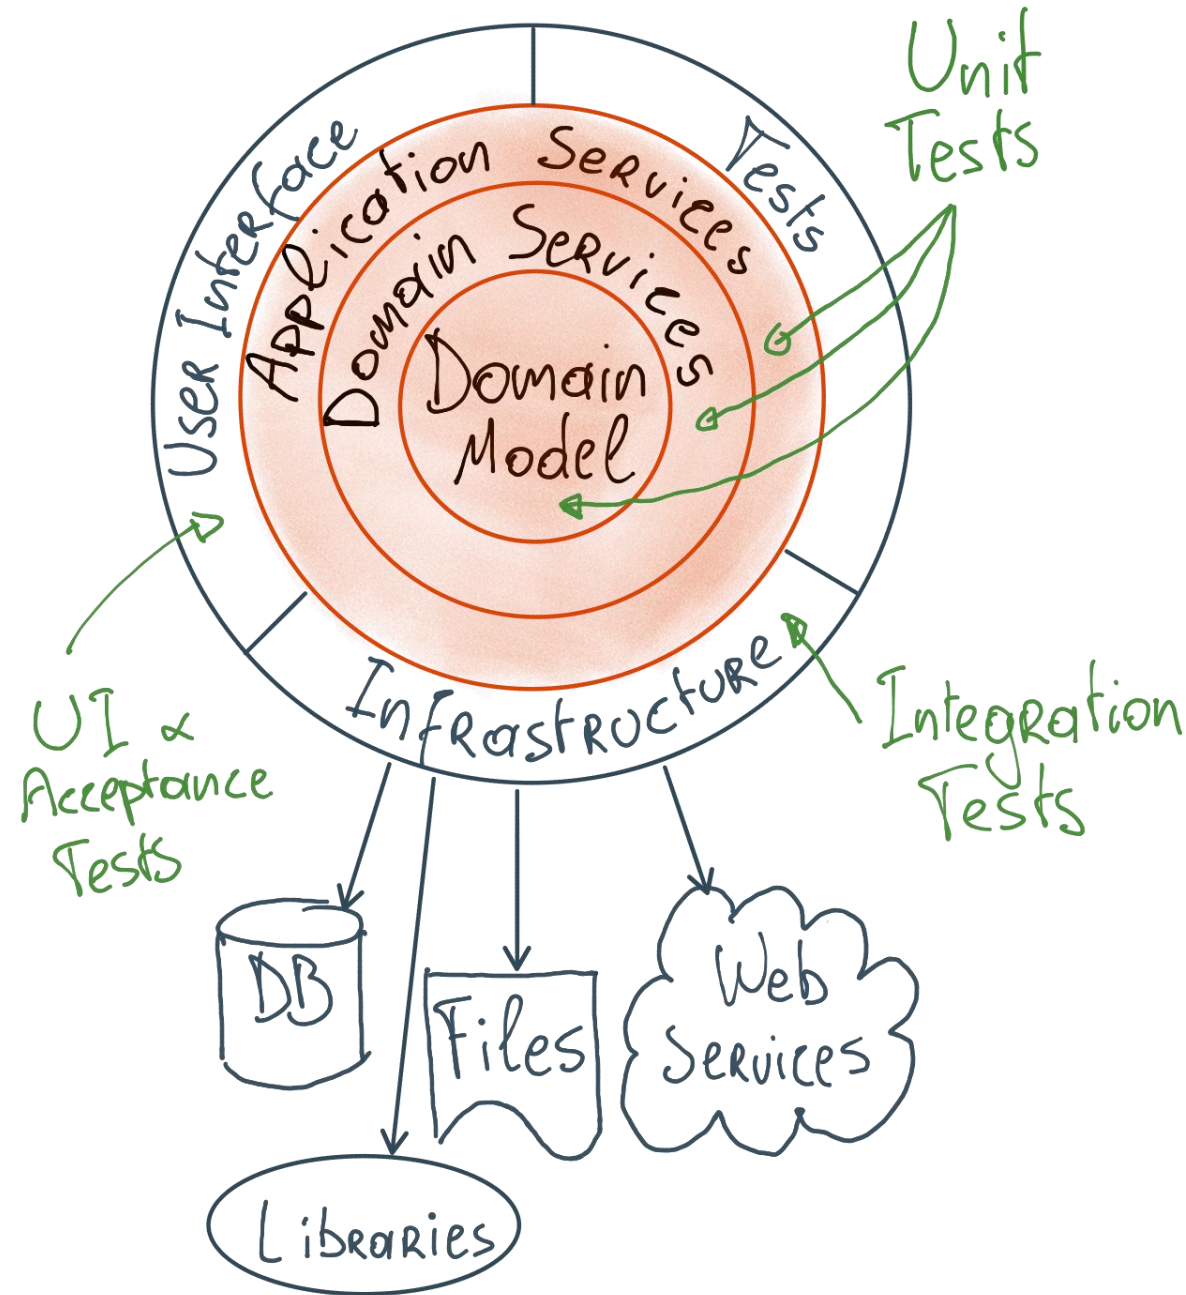 Unit
Tests
User Interface
Tests
Application Services
Domain Services
Domain
Model
Infrastructure
UI &
Acceptance
Tests
Integration
Tests
DB
Files
Web
Services
Libraries